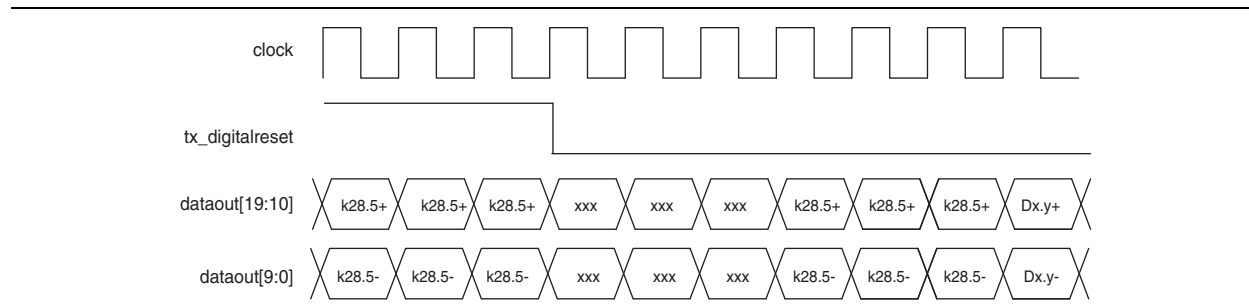 clock
tx_digitalreset
dataout[19:10] k28.5+ k28.5+ k28.5+ xxx xxx xxx k28.5+ k28.5+ k28.5+ Dx.y+
dataout[9:0] k28.5- k28.5- k28.5- xxx xxx xxx k28.5- k28.5- k28.5- Dx.y-